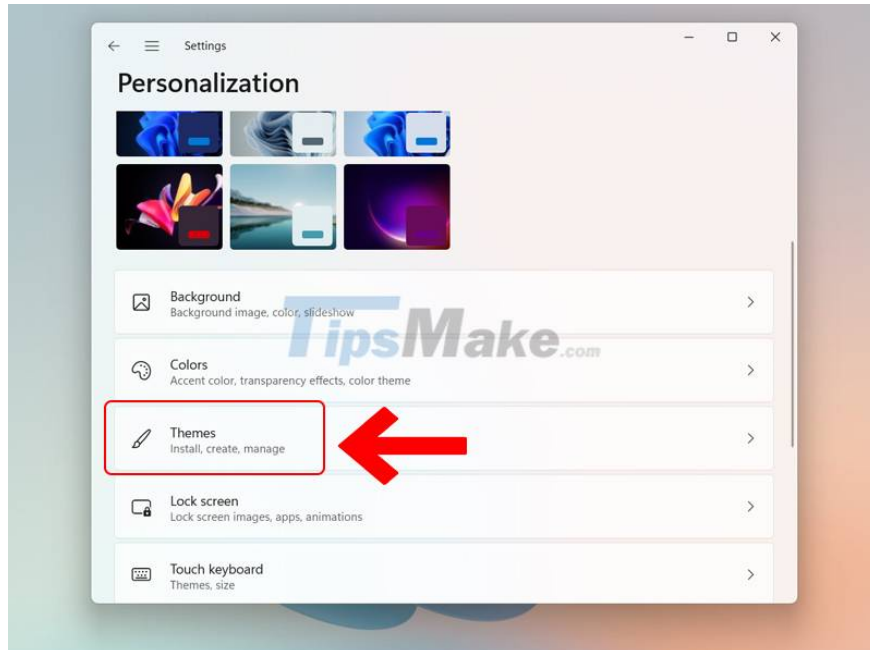 Settings
Personalization
Background
Background image, color, slideshow
TipsMake.com
Colors
Accent color, transparency effects, color theme
Themes
Install, create, manage
Lock screen
Lock screen images, apps, animations
Touch keyboard
Themes, size